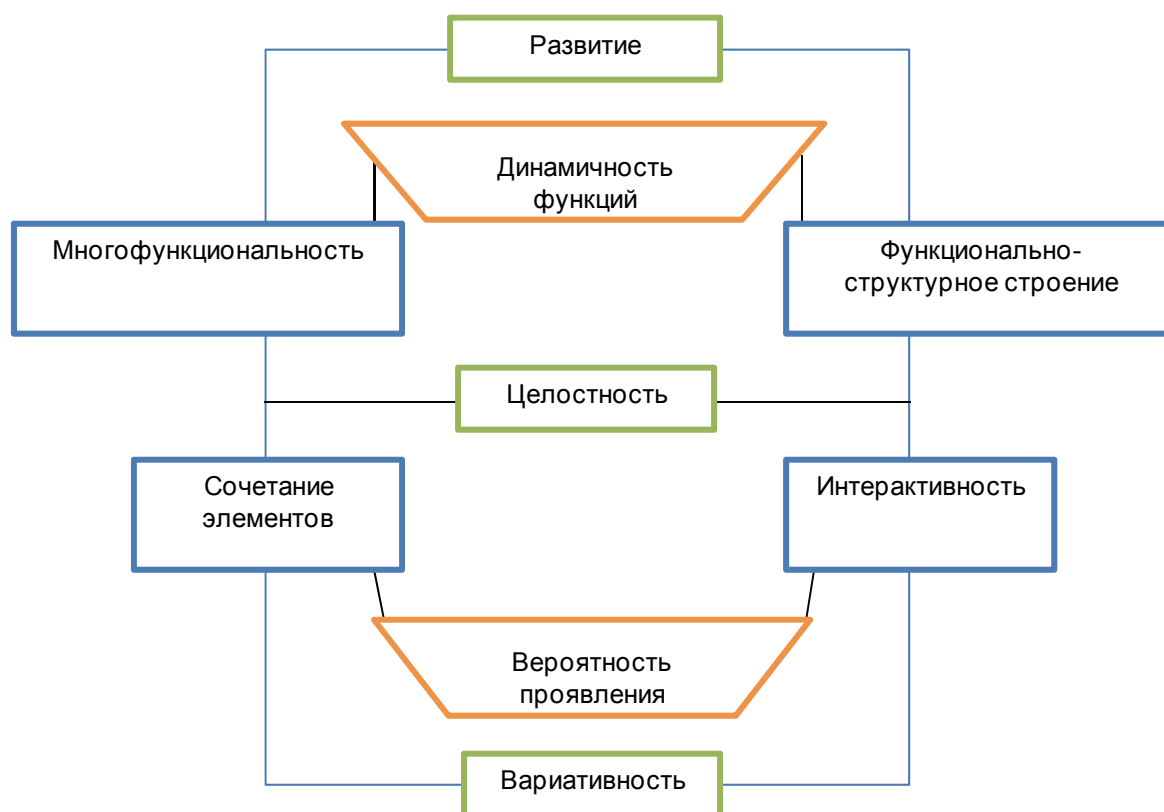 Развитие
Динамичность
функций
Многофункциональность
Функционально-
структурное строение
Целостность
Сочетание
элементов
Интерактивность
Вероятность
проявления
Вариативность